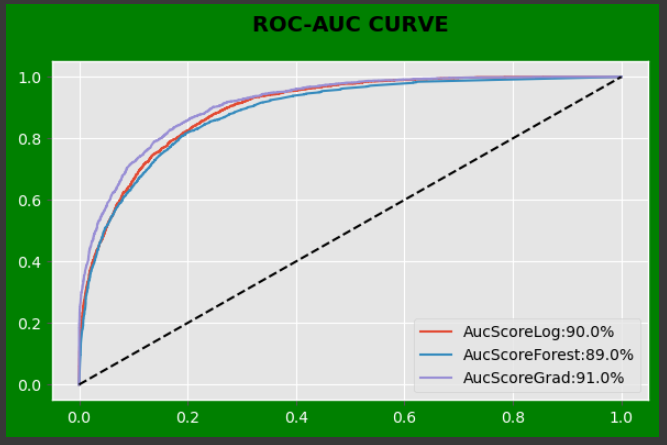 ROC-AUC CURVE
1.0
0.8
0.6
0.4
0.2
0.0
AucScoreLog:90.0%
AucScoreForest:89.0%
AucScoreGrad:91.0%
0.0 0.2 0.4 0.6 0.8 1.0